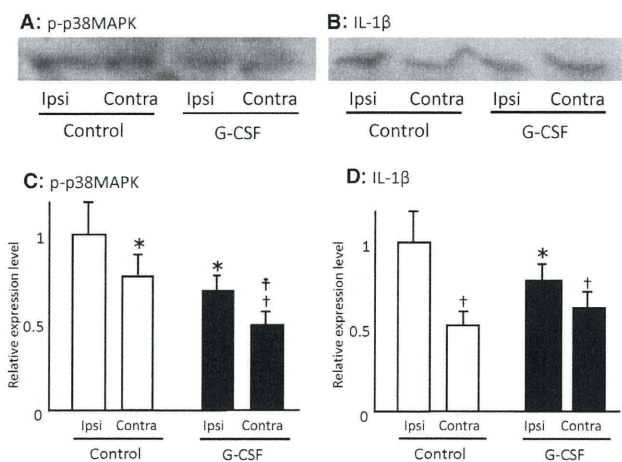 A: p-p38MAPK
B: IL-1β
Ipsi Contra Ipsi Contra
Control G-CSF
Ipsi Contra Ipsi Contra
Control G-CSF
C: p-p38MAPK
D: IL-1β
Relative expression level
1
0.5
0
*
*
‡
†
Ipsi Contra Ipsi Contra
Control G-CSF
Relative expression level
1
0.5
0
†
*
†
Ipsi Contra Ipsi Contra
Control G-CSF